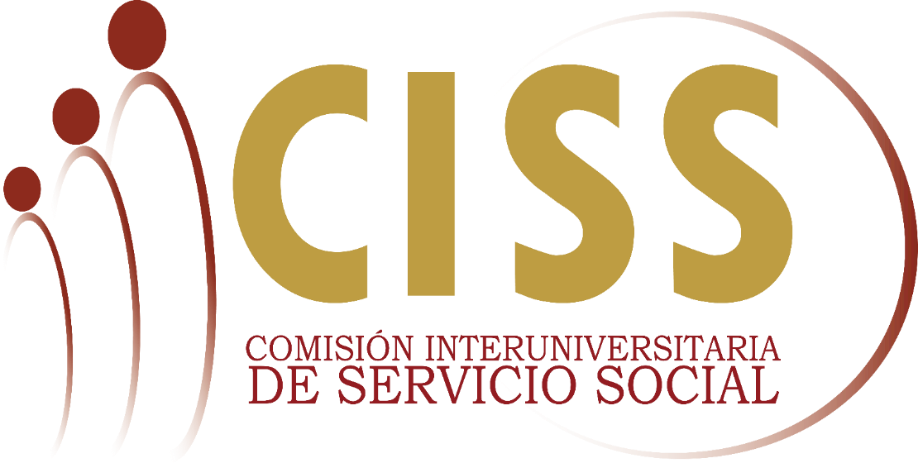 CISS
COMISIÓN INTERUNIVERSITARIA
DE SERVICIO SOCIAL